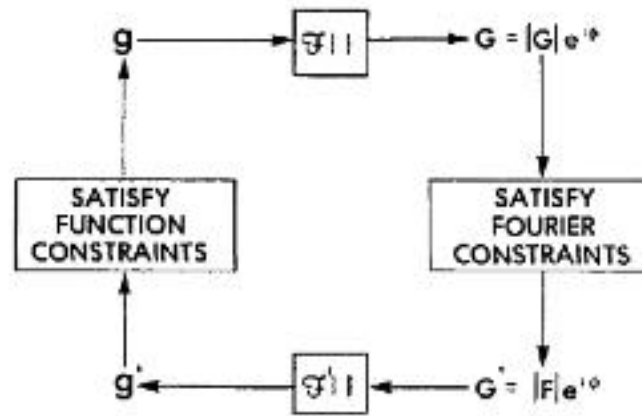 g
ℱ{ }
G = |G| e^{iφ}
SATISFY
FUNCTION
CONSTRAINTS
SATISFY
FOURIER
CONSTRAINTS
g'
ℱ⁻¹{ }
G' = |F| e^{iφ}